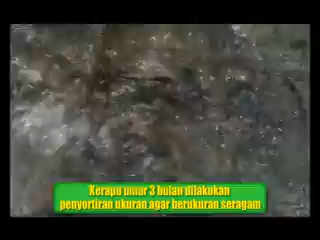 Kerapu umur 3 bulan dilakukan
penyortiran ukuran agar berukuran seragam